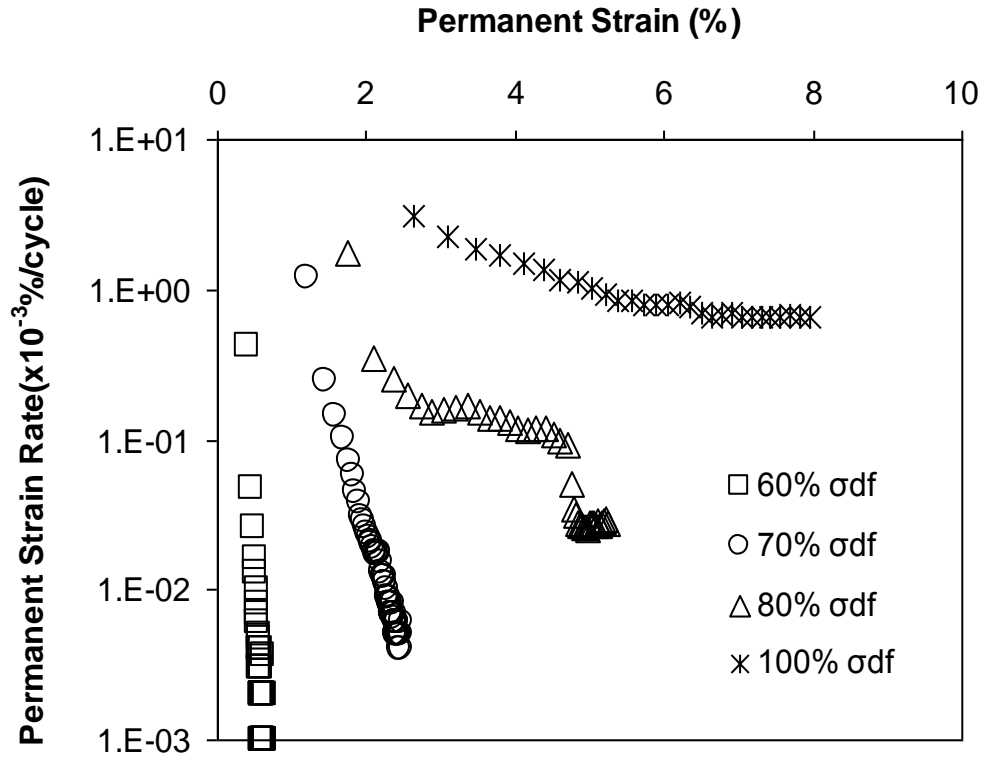 Permanent Strain (%)
0 2 4 6 8 10
Permanent Strain Rate(x10⁻³%/cycle)
1.E+01
1.E+00
1.E-01
1.E-02
1.E-03
60% σdf
70% σdf
80% σdf
100% σdf